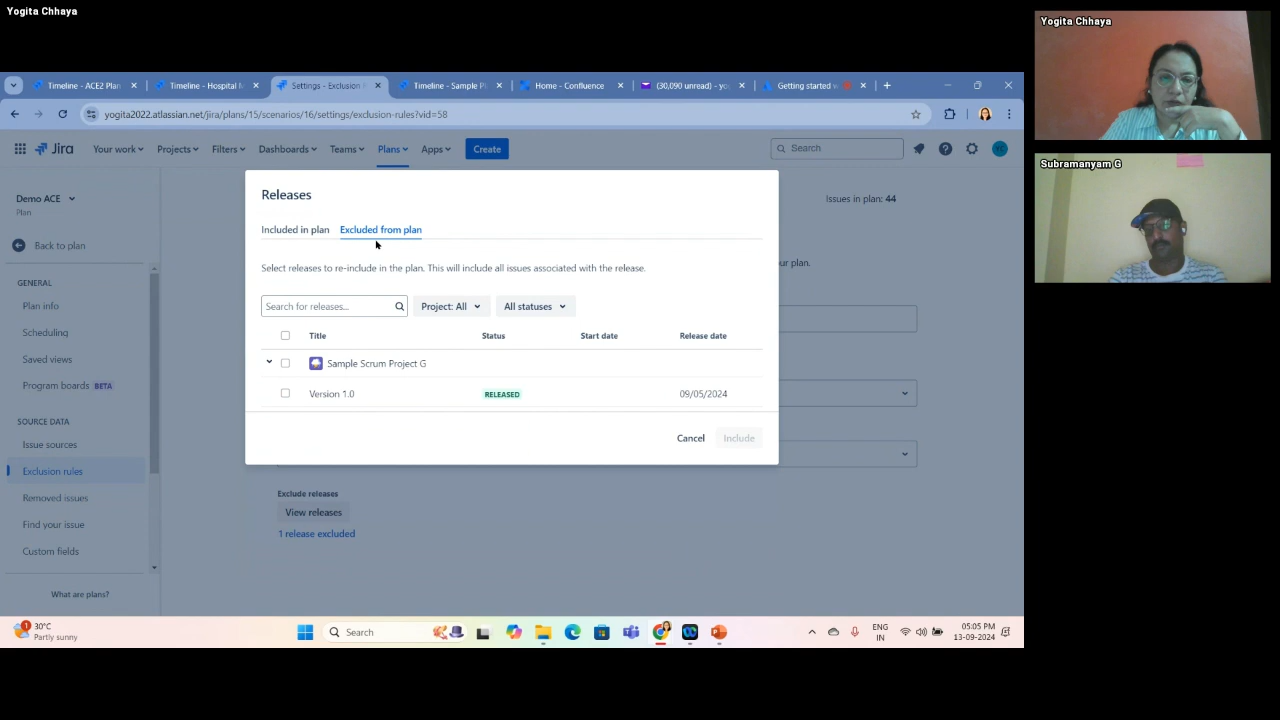 Yogita Chhaya
Yogita Chhaya
Subramanyam G
Timeline - ACE2 Plan
Timeline - Hospital M
Settings - Exclusion
Timeline - Sample Pl
Home - Confluence
(30,090 unread) - yo
Getting started w
yogita2022.atlassian.net/jira/plans/15/scenarios/16/settings/exclusion-rules?vid=58
Jira
Your work
Projects
Filters
Dashboards
Teams
Plans
Apps
Create
Search
Demo ACE
Plan
Back to plan
GENERAL
Plan info
Scheduling
Saved views
Program boards BETA
SOURCE DATA
Issue sources
Exclusion rules
Removed issues
Find your issue
Custom fields
What are plans?
Issues in plan: 44
ur plan.
Releases
Included in plan
Excluded from plan
Select releases to re-include in the plan. This will include all issues associated with the release.
Search for releases...
Project: All
All statuses
Title
Status
Start date
Release date
Sample Scrum Project G
Version 1.0
RELEASED
09/05/2024
Cancel
Include
Exclude releases
View releases
1 release excluded
1
30°C
Partly sunny
Search
ENG
IN
05:05 PM
13-09-2024